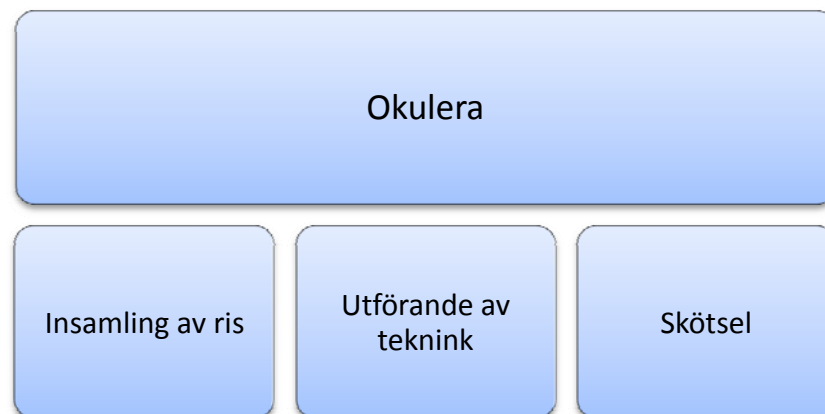 Okulera
Insamling av ris
Utförande av
teknink
Skötsel